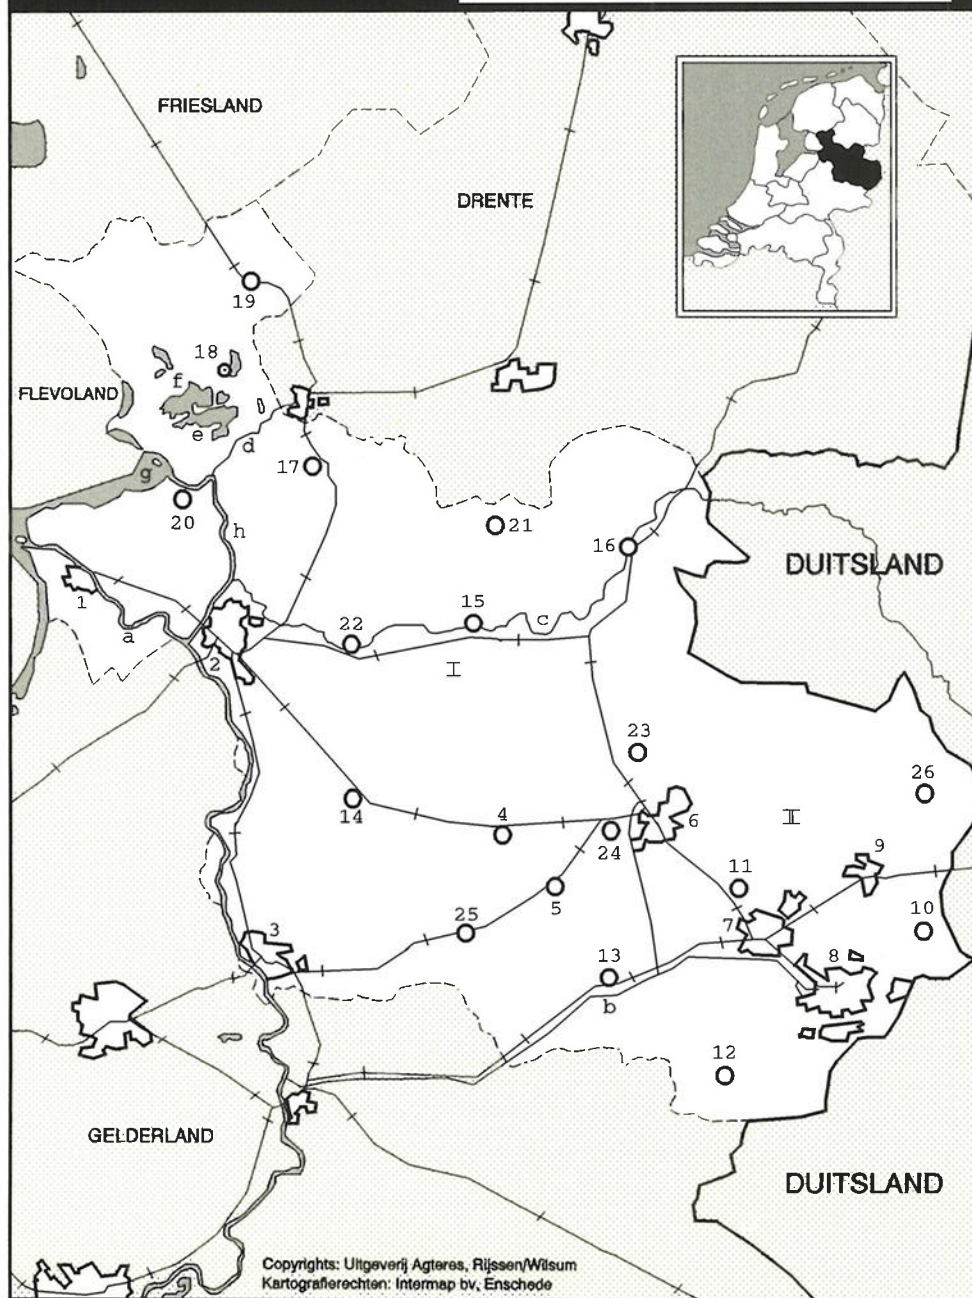 FRIESLAND
DRENTE
19
18
f
FLEVOLAND
e
d
17
g
20
h
21
16
DUITSLAND
1
a
15
c
22
2
I
23
26
14
4
6
II
24
9
11
5
25
3
7
10
13
8
b
12
GELDERLAND
DUITSLAND
Copyrights: Uitgeverij Agteres, Rijssen/Wilsum
Kartografierechten: Intermap bv, Enschede